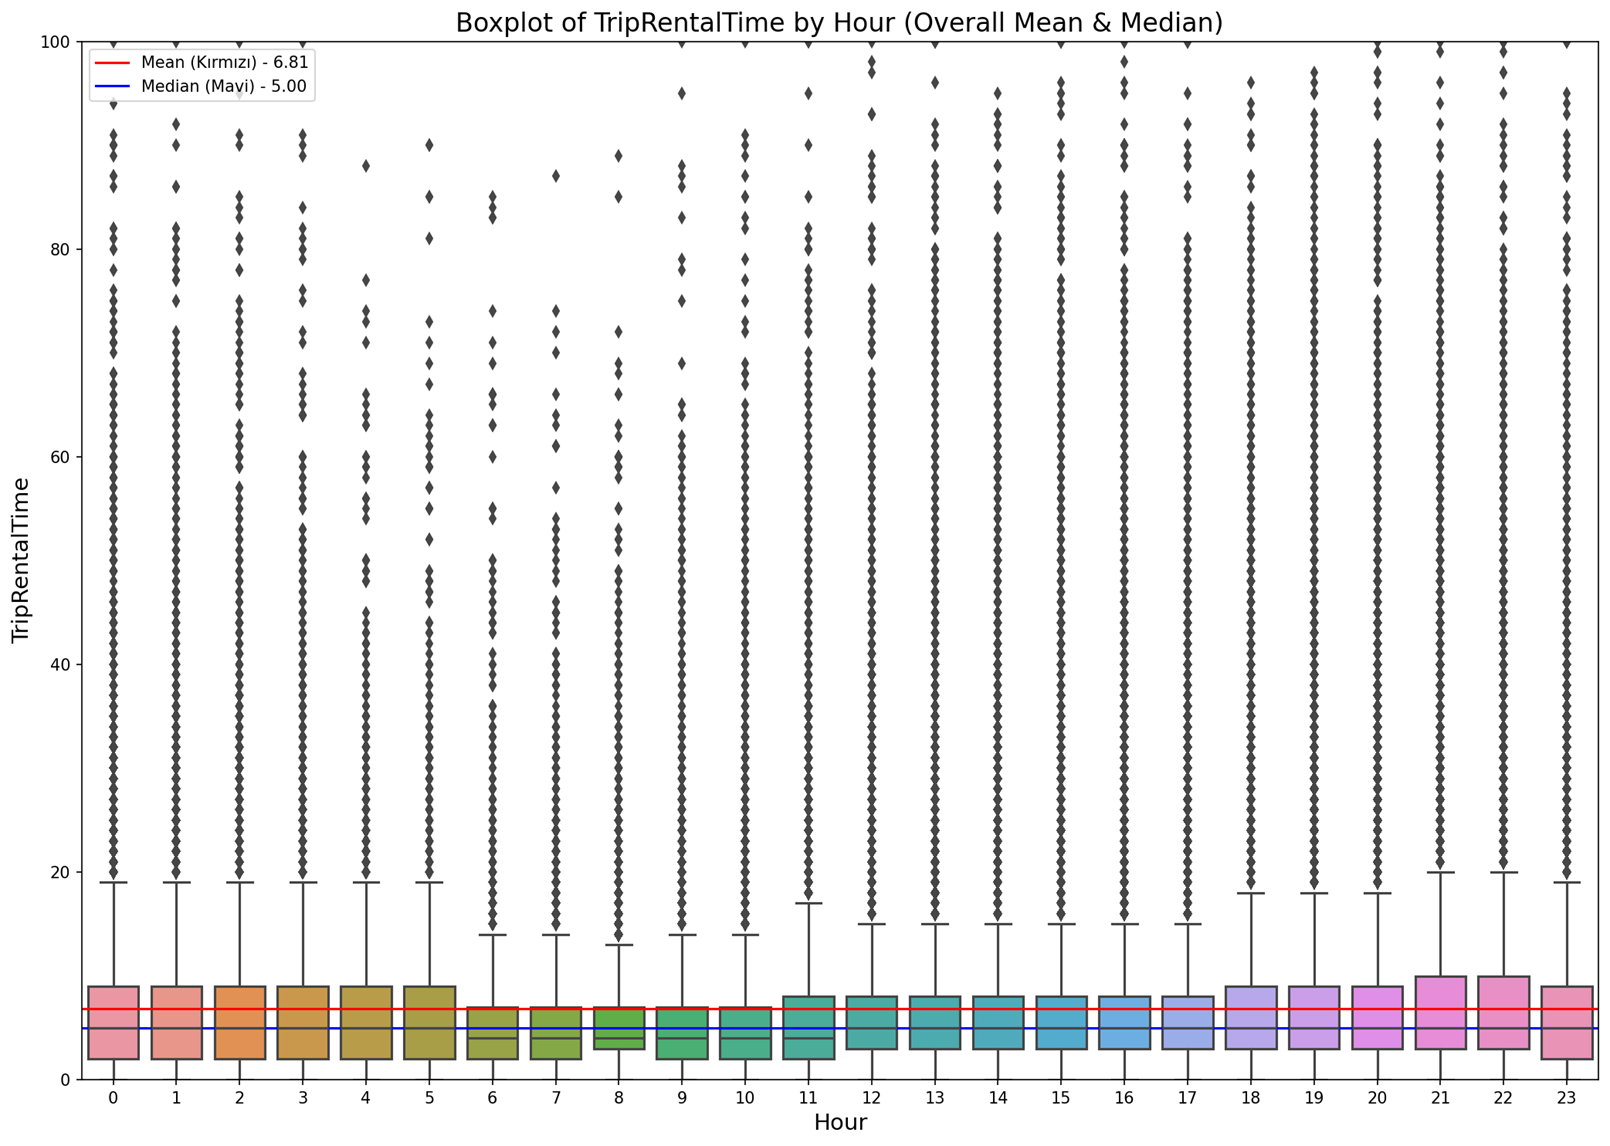 Boxplot of TripRentalTime by Hour (Overall Mean & Median)
Mean (Kırmızı) - 6.81
Median (Mavi) - 5.00
TripRentalTime
100
80
60
40
20
0
0 1 2 3 4 5 6 7 8 9 10 11 12 13 14 15 16 17 18 19 20 21 22 23
Hour